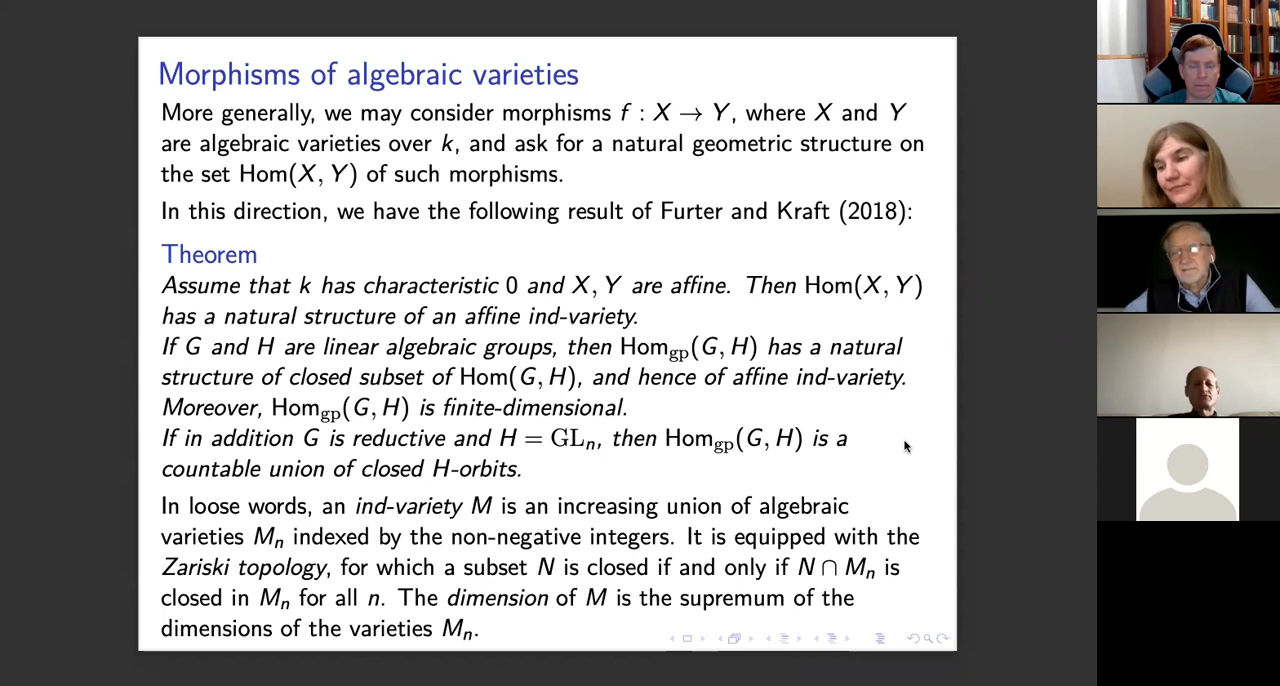 Morphisms of algebraic varieties
More generally, we may consider morphisms f : X → Y, where X and Y
are algebraic varieties over k, and ask for a natural geometric structure on
the set Hom(X, Y) of such morphisms.
In this direction, we have the following result of Furter and Kraft (2018):
Theorem
Assume that k has characteristic 0 and X, Y are affine. Then Hom(X, Y)
has a natural structure of an affine ind-variety.
If G and H are linear algebraic groups, then Hom_gp(G, H) has a natural
structure of closed subset of Hom(G, H), and hence of affine ind-variety.
Moreover, Hom_gp(G, H) is finite-dimensional.
If in addition G is reductive and H = GL_n, then Hom_gp(G, H) is a
countable union of closed H-orbits.
In loose words, an ind-variety M is an increasing union of algebraic
varieties M_n indexed by the non-negative integers. It is equipped with the
Zariski topology, for which a subset N is closed if and only if N ∩ M_n is
closed in M_n for all n. The dimension of M is the supremum of the
dimensions of the varieties M_n.